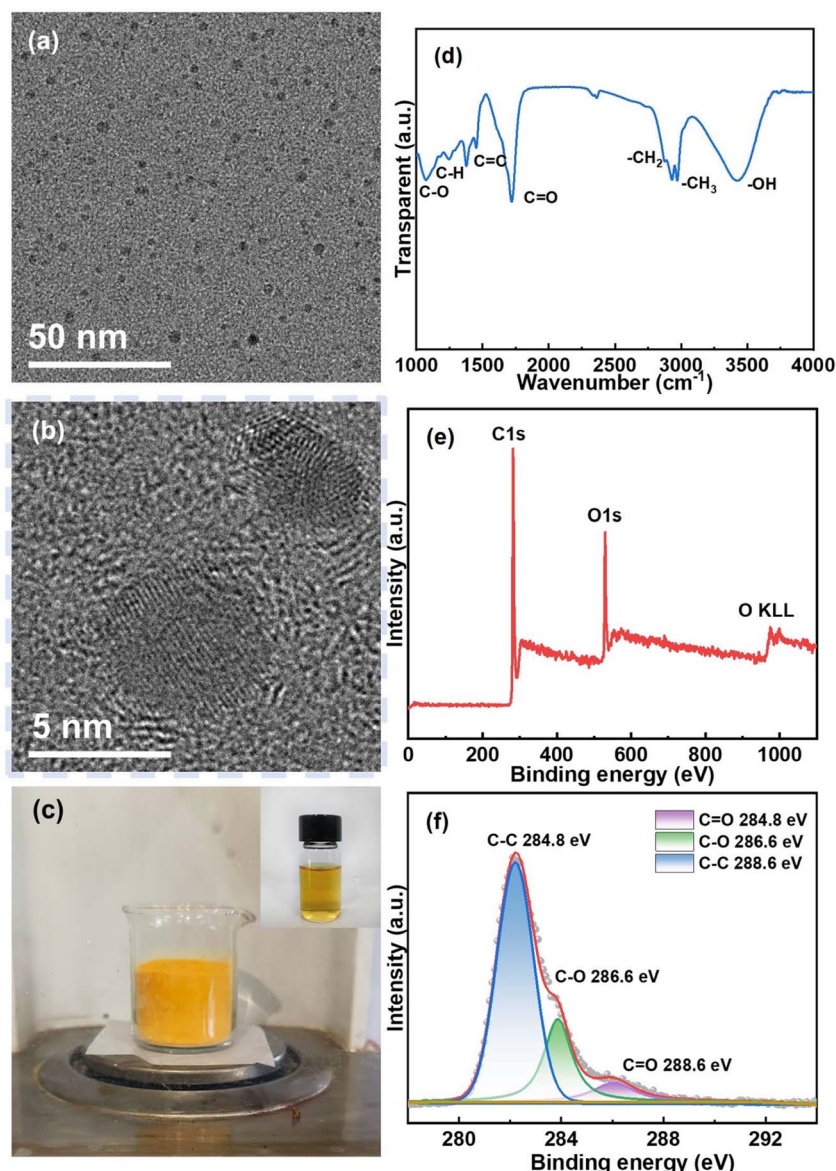 (a)
50 nm
(b)
5 nm
(c)
(d)
C-O
C-H
C=O
C=O
-CH2
-CH3
-OH
Transparent (a.u.)
1000 1500 2000 2500 3000 3500 4000
Wavenumber (cm-1)
(e)
C1s
O1s
O KLL
Intensity (a.u.)
0 200 400 600 800 1000
Binding energy (eV)
(f)
C=O 284.8 eV
C-O 286.6 eV
C-C 288.6 eV
C-C 284.8 eV
C-O 286.6 eV
C=O 288.6 eV
Intensity (a.u.)
280 284 288 292
Binding energy (eV)